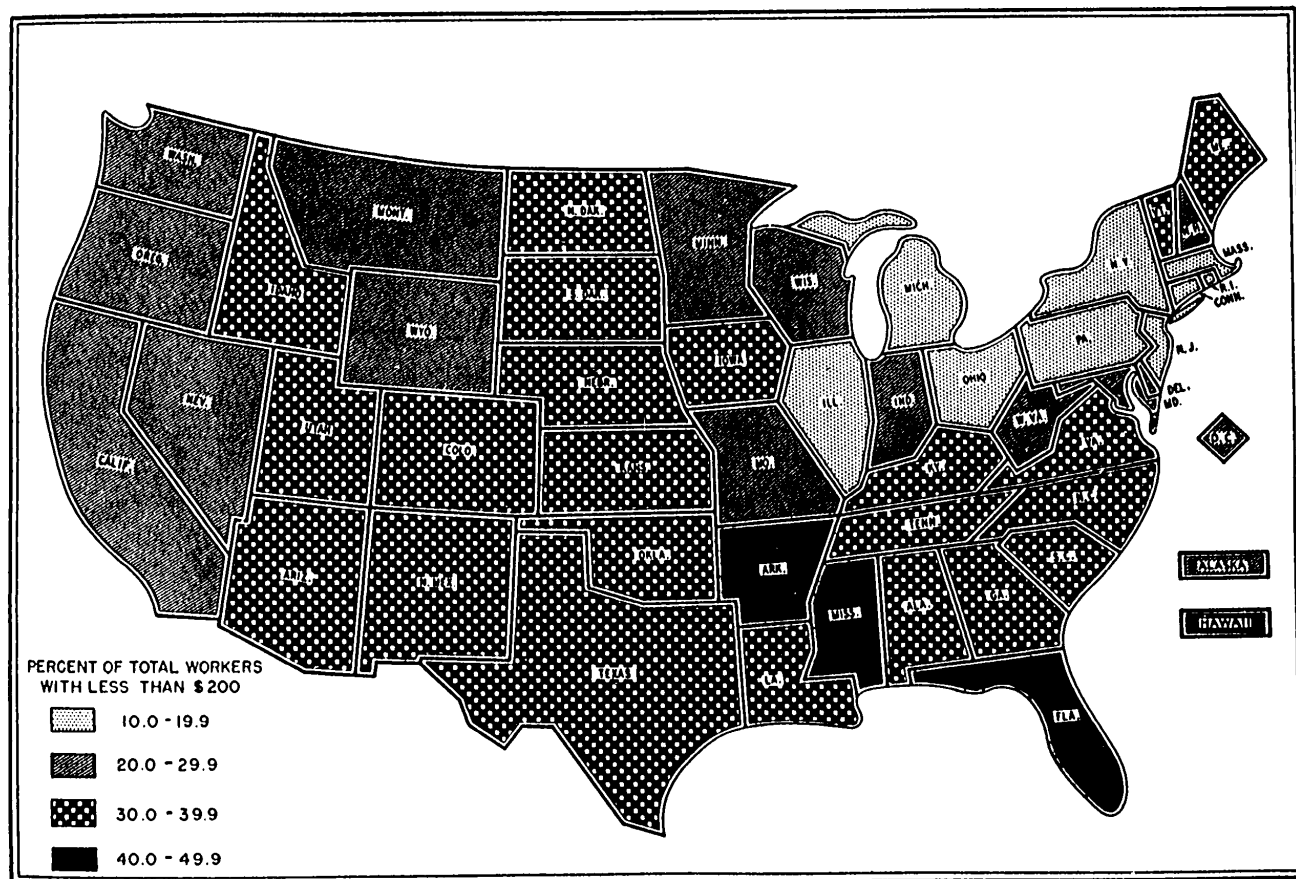 WASH.
MONT.
N. DAK.
MINN.
ME.
VT.
N.H.
OREG.
IDAHO
S. DAK.
WIS.
MICH
N.Y.
MASS.
R.I.
CONN.
WYO
IOWA
PA.
N.J.
NEBR.
ILL
IND.
OHIO
DEL.
MD.
NEV.
UTAH
COLO.
KANS.
MO.
W.VA.
VA.
D.C.
CALIF.
KY.
N.C.
TENN
ARIZ.
N. MEX.
OKLA.
ARK.
S.C.
ALASKA
MISS.
ALA.
GA.
HAWAII
TEXAS
LA.
FLA.
PERCENT OF TOTAL WORKERS
WITH LESS THAN $200
10.0 - 19.9
20.0 - 29.9
30.0 - 39.9
40.0 - 49.9